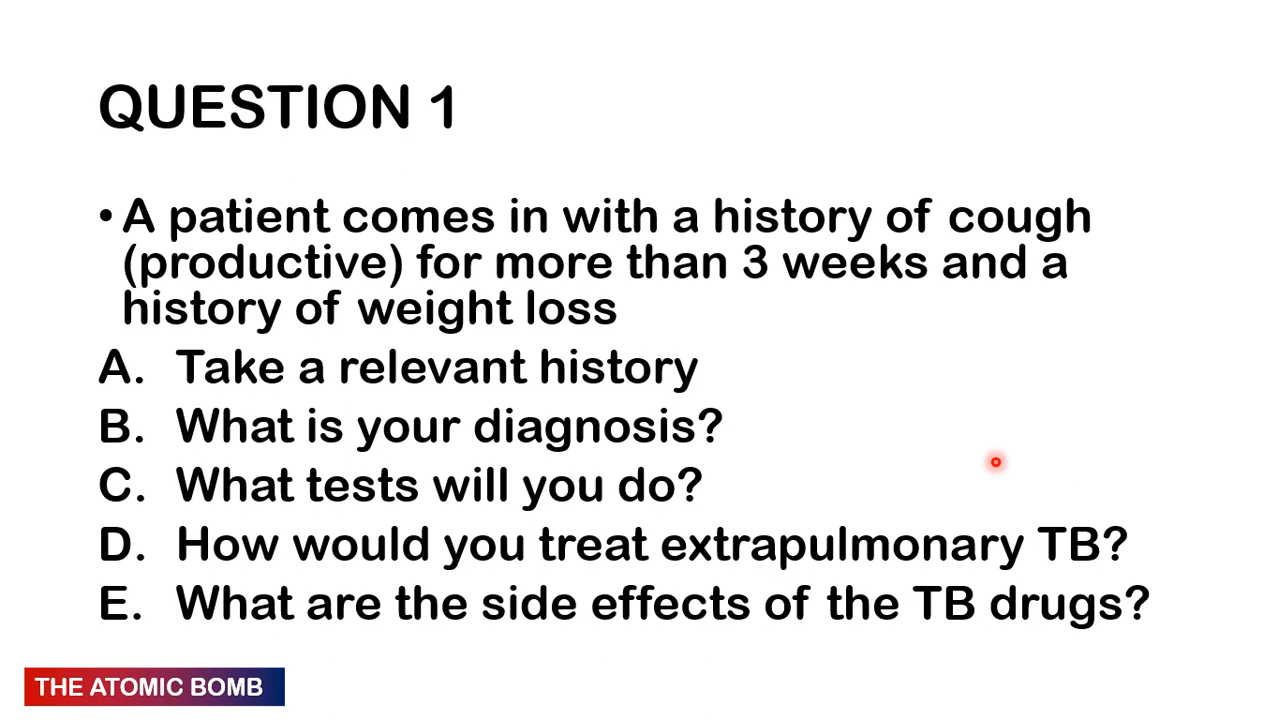 QUESTION 1
• A patient comes in with a history of cough
(productive) for more than 3 weeks and a
history of weight loss
A. Take a relevant history
B. What is your diagnosis?
C. What tests will you do?
D. How would you treat extrapulmonary TB?
E. What are the side effects of the TB drugs?
THE ATOMIC BOMB